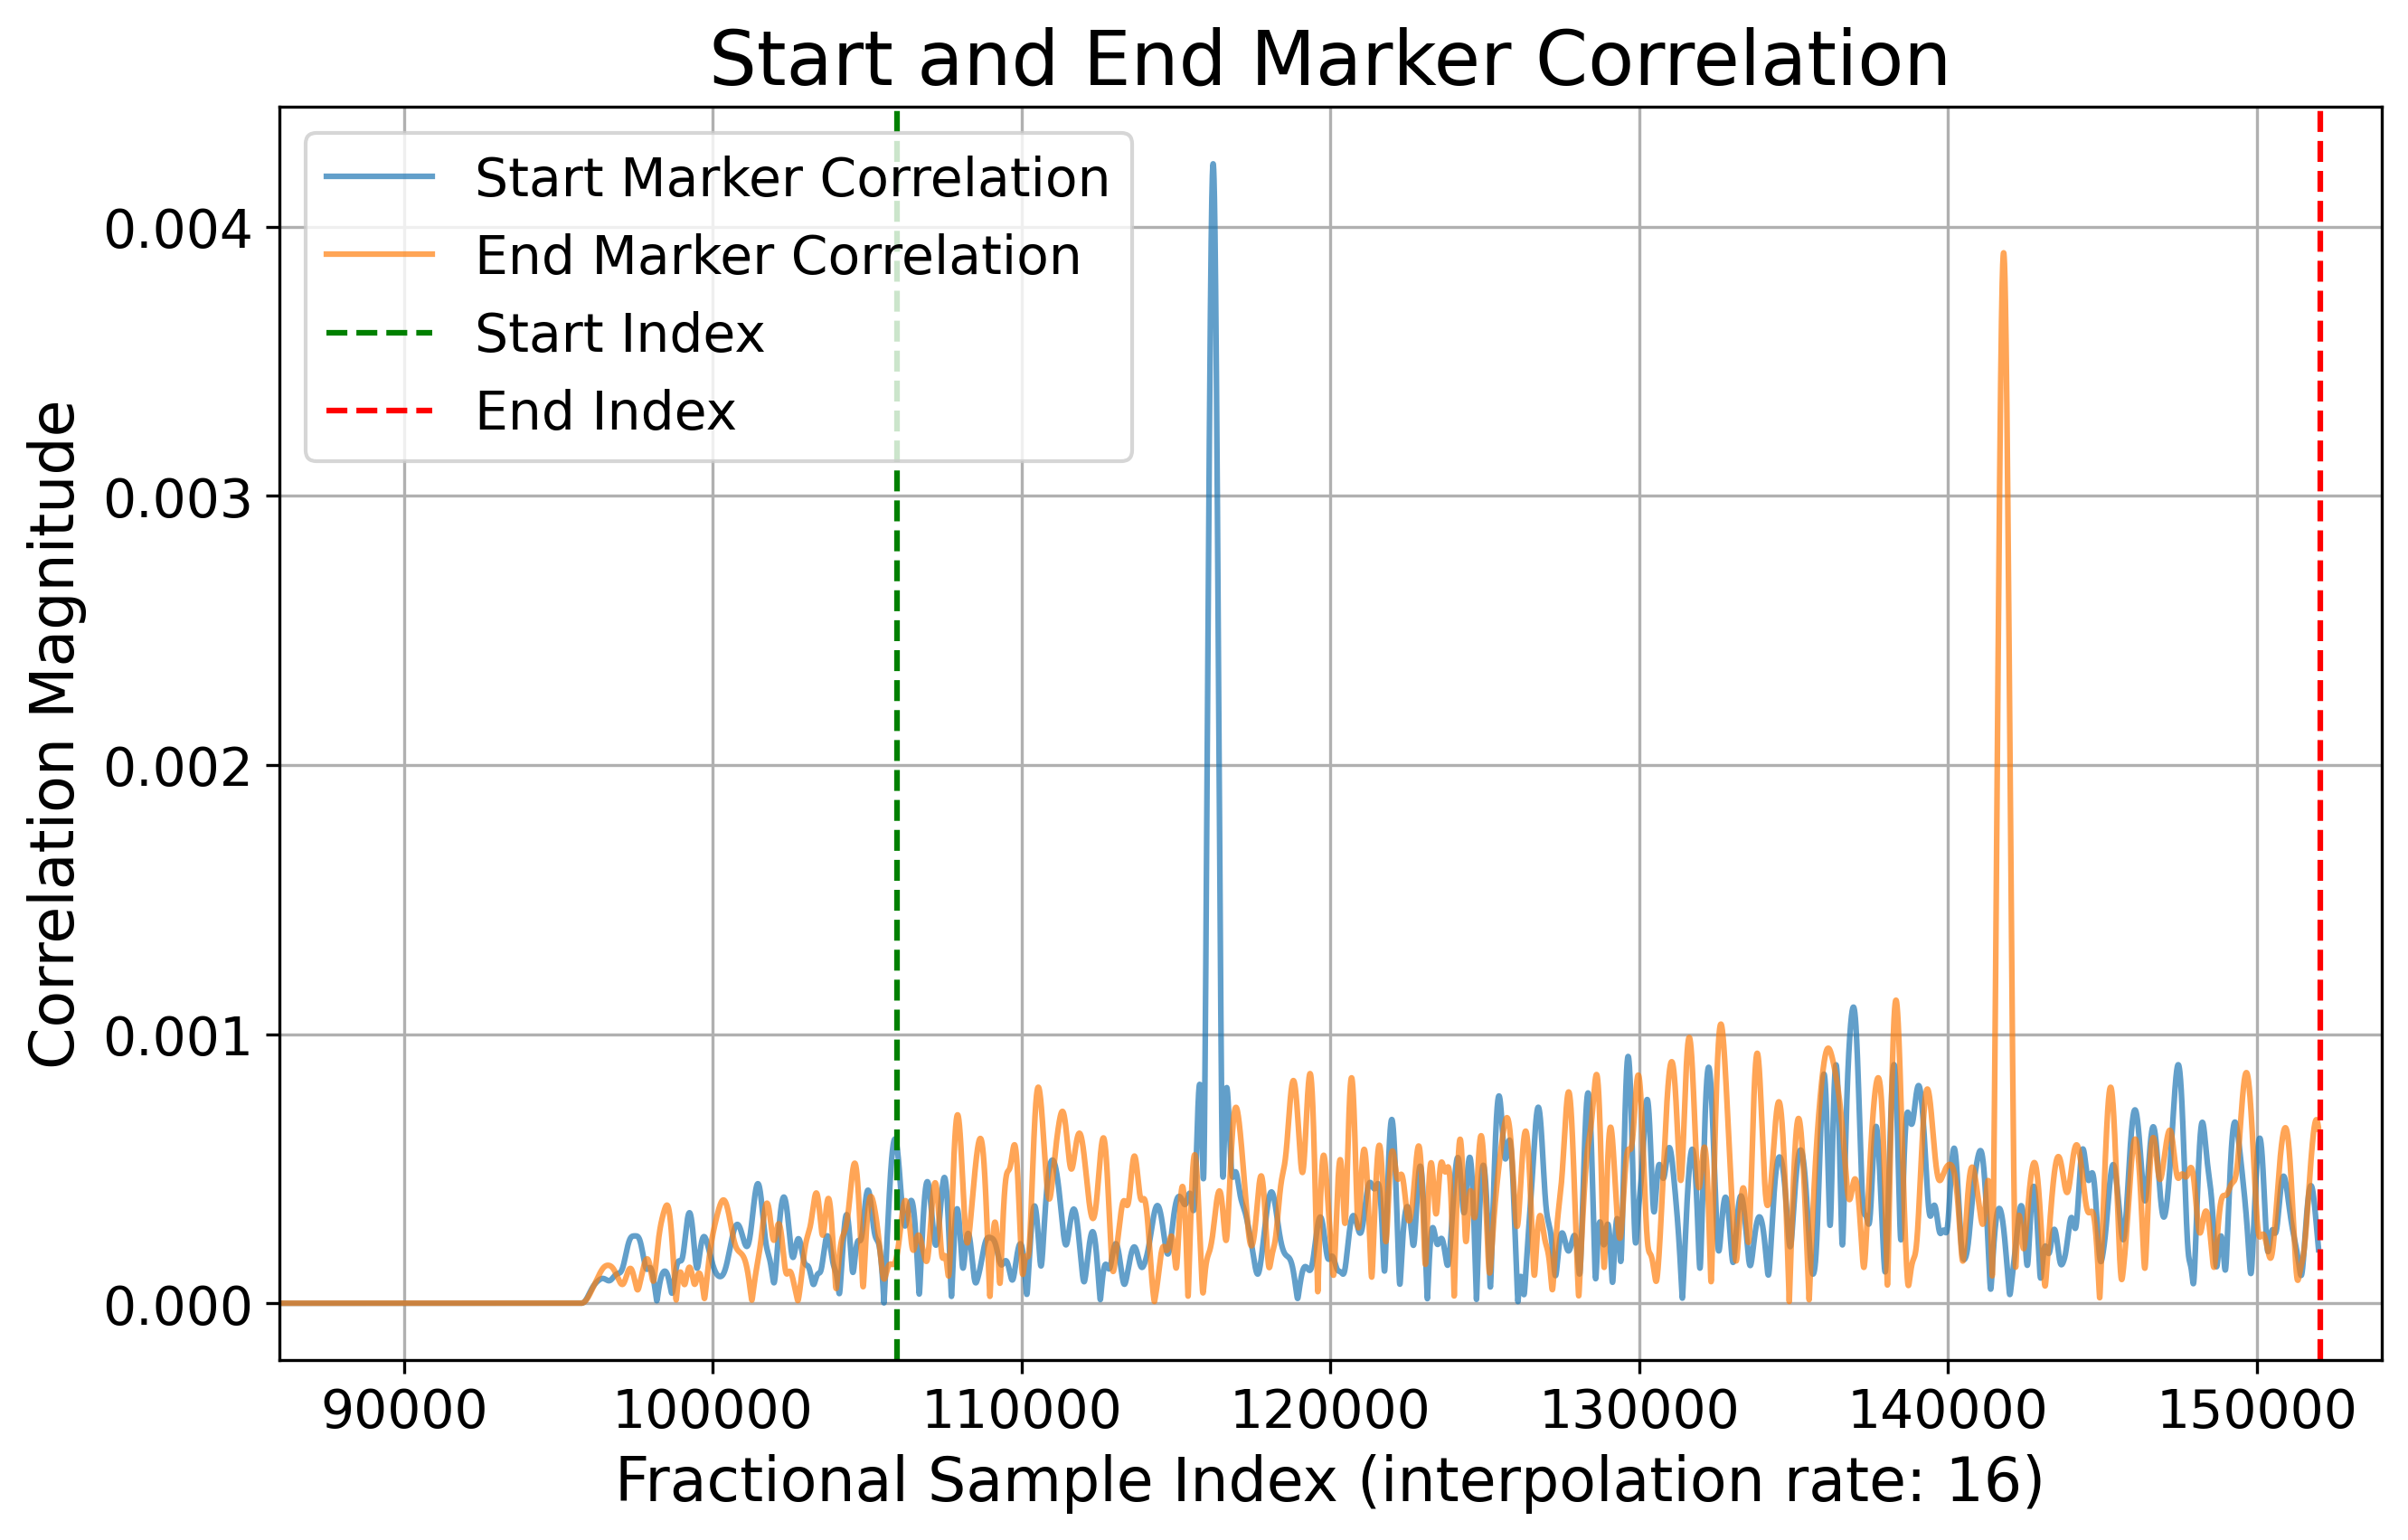 Start and End Marker Correlation
Start Marker Correlation
End Marker Correlation
Start Index
End Index
Correlation Magnitude
0.004
0.003
0.002
0.001
0.000
90000 100000 110000 120000 130000 140000 150000
Fractional Sample Index (interpolation rate: 16)